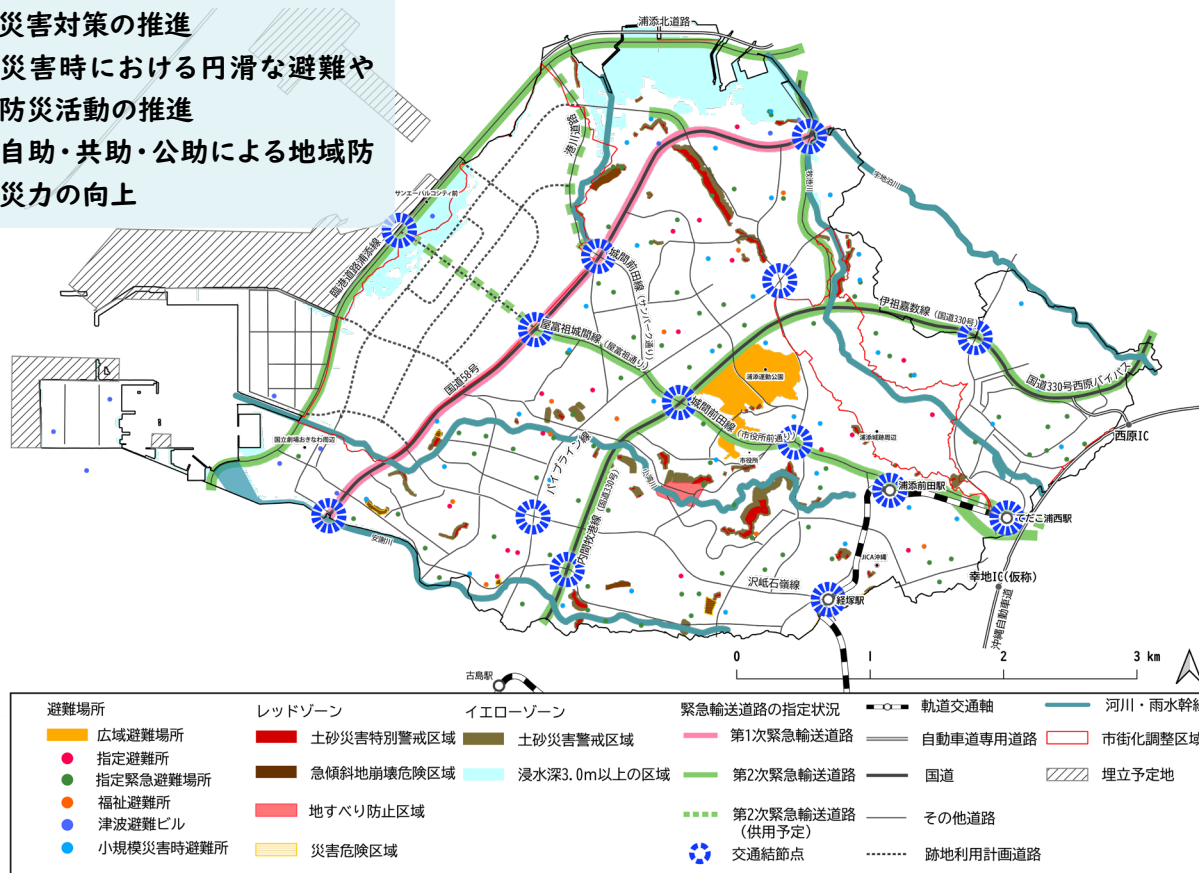 災害対策の推進
災害時における円滑な避難や
防災活動の推進
自助・共助・公助による地域防
災力の向上
浦添北道路
港川道路
牧港川
宇地泊川
サンエーパルコシティ前
臨港道路浦添線
城間前田線（サンパーク通り）
屋富祖城間線（屋富祖通り）
国道58号
伊祖嘉数線（国道330号）
国道330号西原バイパス
浦添運動公園
城間前田線（市役所前通り）
市役所
浦添城跡周辺
西原IC
国立劇場おきなわ周辺
パイプライン線
小湾川
内間牧港線（国道330号）
浦添前田駅
てだこ浦西駅
安謝川
JICA沖縄
幸地IC（仮称）
沢岻石嶺線
経塚駅
沖縄自動車道
古島駅
0 1 2 3 km
避難場所
広域避難場所
指定避難所
指定緊急避難場所
福祉避難所
津波避難ビル
小規模災害時避難所
レッドゾーン
土砂災害特別警戒区域
急傾斜地崩壊危険区域
地すべり防止区域
災害危険区域
イエローゾーン
土砂災害警戒区域
浸水深3.0m以上の区域
緊急輸送道路の指定状況
第1次緊急輸送道路
第2次緊急輸送道路
第2次緊急輸送道路
（供用予定）
交通結節点
軌道交通軸
自動車道専用道路
国道
その他道路
跡地利用計画道路
河川・雨水幹線
市街化調整区域
埋立予定地